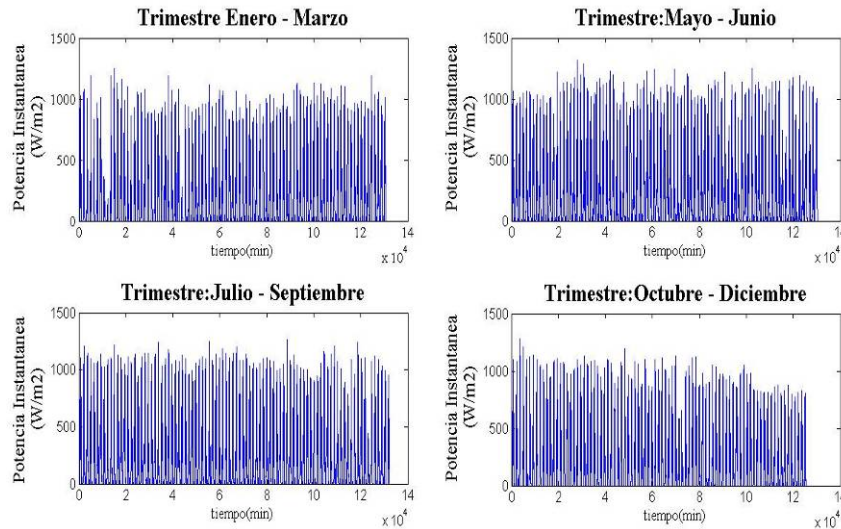 Trimestre Enero - Marzo
Potencia Instantanea
(W/m2)
1500
1000
500
0
0 2 4 6 8 10 12 14
tiempo(min)
x 10^4
Trimestre:Mayo - Junio
Potencia Instantanea
(W/m2)
1500
1000
500
0
0 2 4 6 8 10 12 14
tiempo(min)
x 10^4
Trimestre:Julio - Septiembre
Potencia Instantanea
(W/m2)
1500
1000
500
0
0 2 4 6 8 10 12 14
tiempo(min)
x 10^4
Trimestre:Octubre - Diciembre
Potencia Instantanea
(W/m2)
1500
1000
500
0
0 2 4 6 8 10 12 14
tiempo(min)
x 10^4